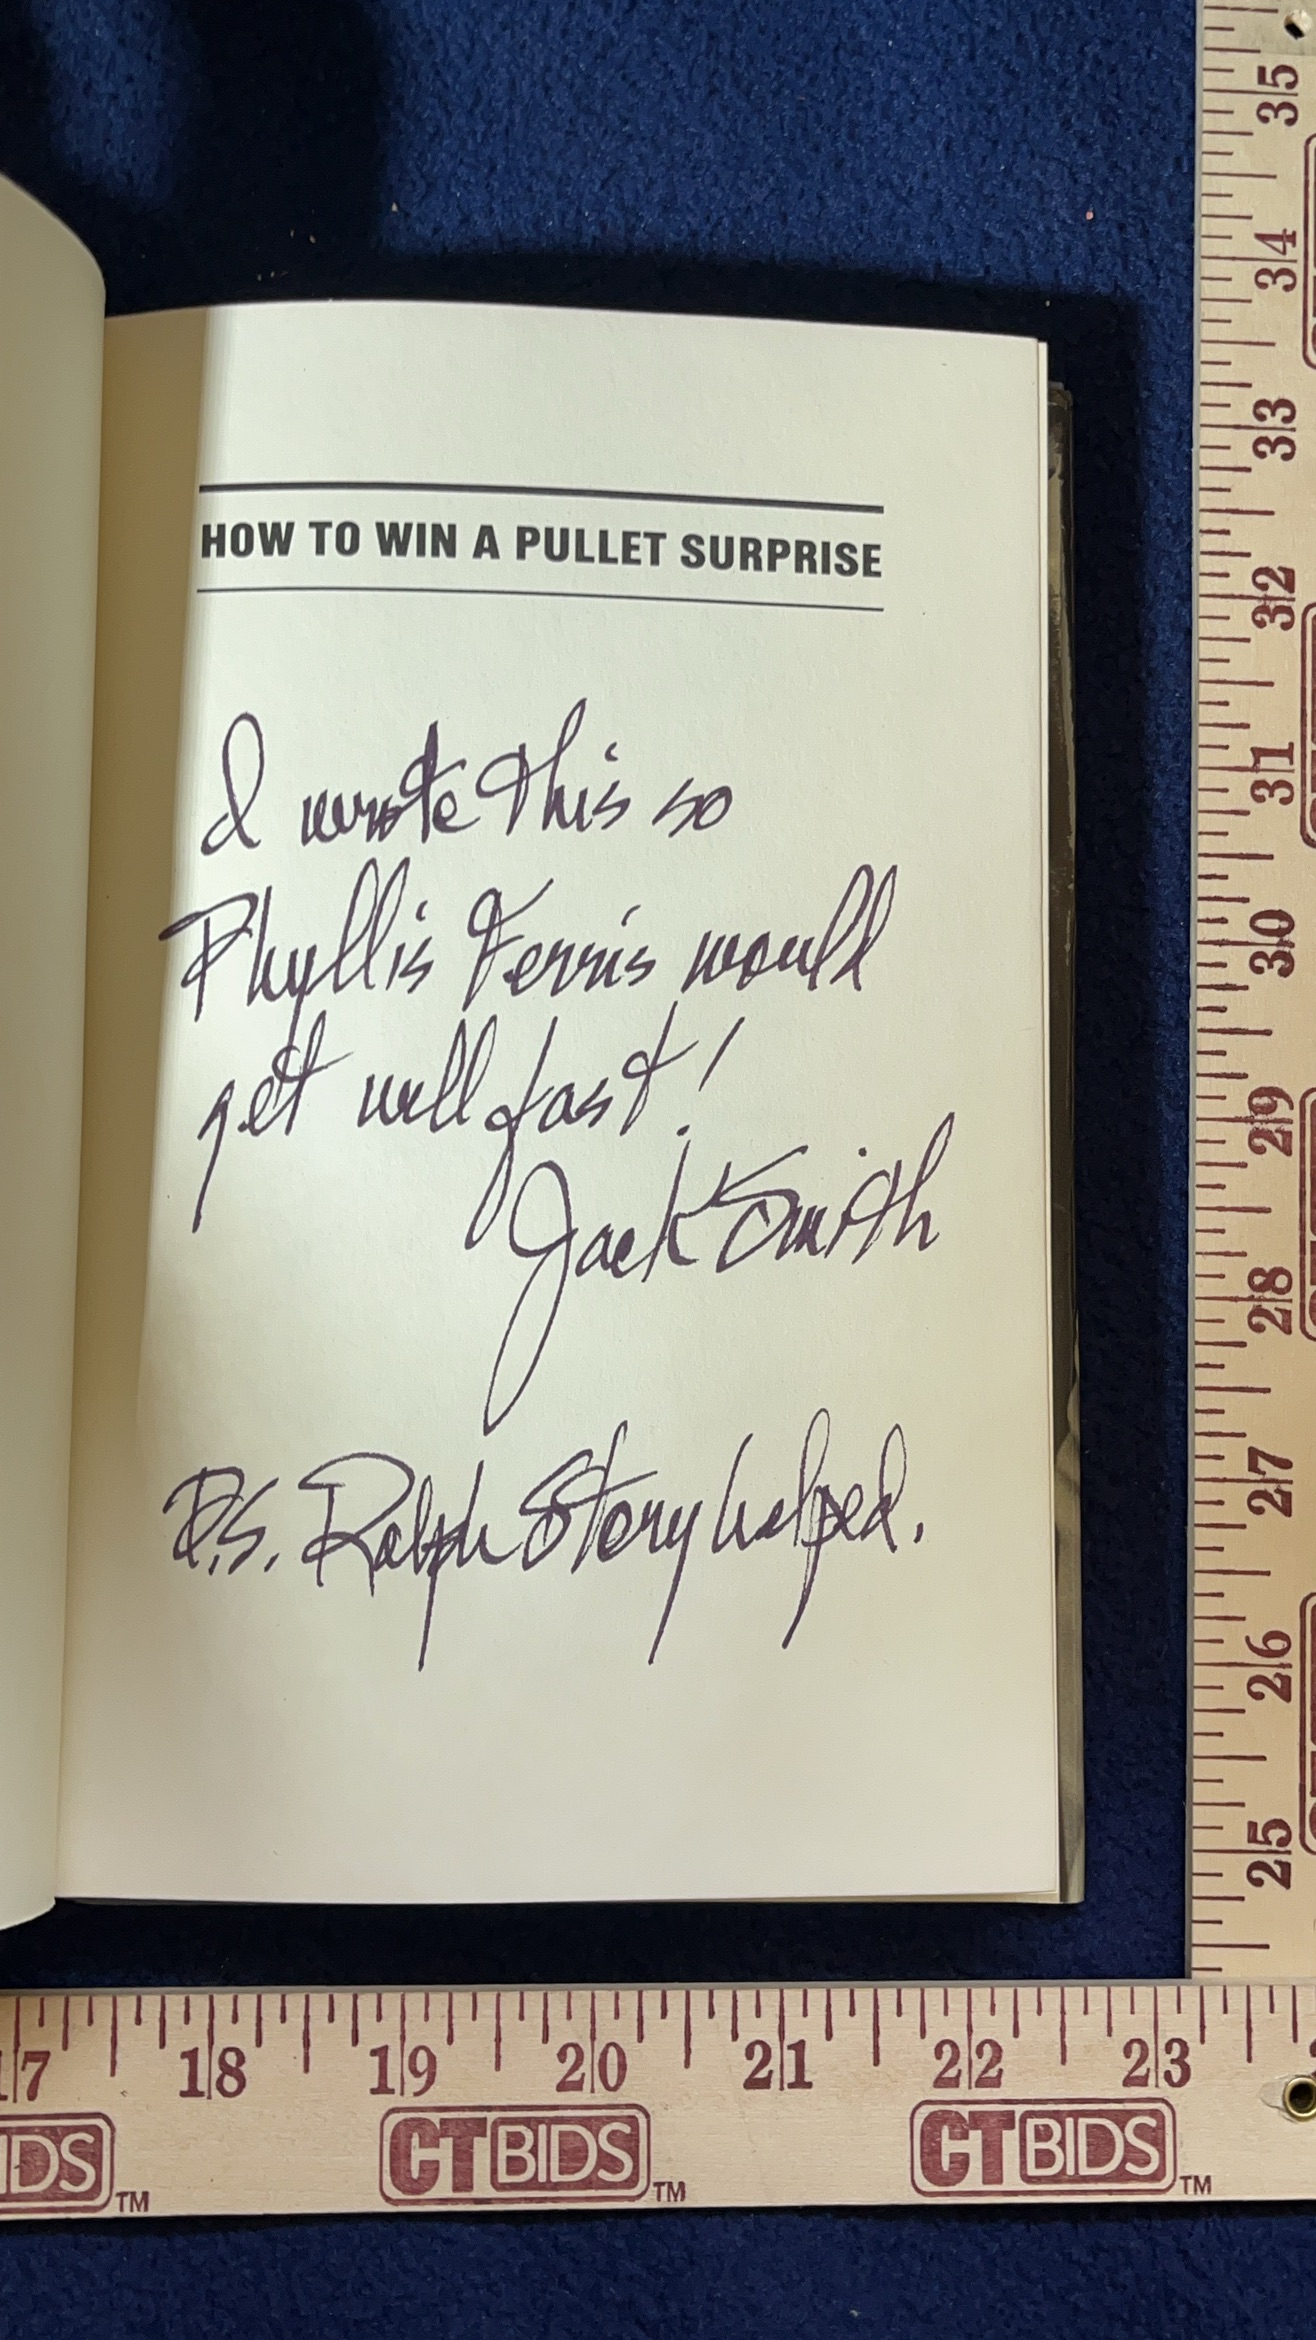 HOW TO WIN A PULLET SURPRISE
I wrote this so
Phyllis Ferris would
get well fast!
Jack Smith
P.S. Ralph Story helped.
35
34
33
32
31
30
29
28
27
26
25
17 18 19 20 21 22 23
IDS TM CTBIDS TM CTBIDS TM